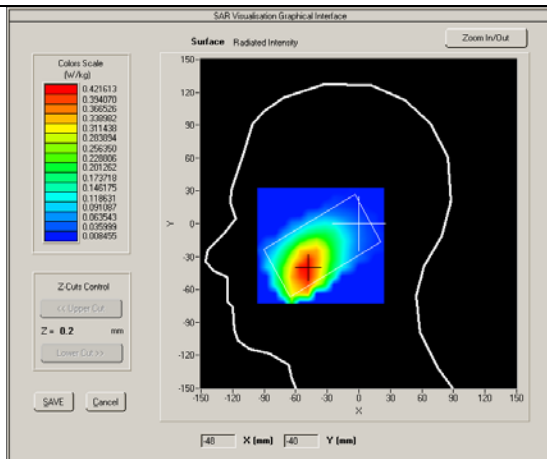 SAR Visualisation Graphical Interface
Surface Radiated Intensity
Zoom In/Out
Colors Scale
(W/kg)
0.421613
0.394070
0.366526
0.338982
0.311438
0.283894
0.256350
0.228806
0.201262
0.173718
0.146175
0.118631
0.091087
0.063543
0.035999
0.008455
Z-Cuts Control
<< Upper Cut
Z = 0.2 mm
Lower Cut >>
SAVE Cancel
150
120
90
60
30
0
-30
-60
-90
-120
-150
Y
-150 -120 -90 -60 -30 0 30 60 90 120 150
X
-48 X (mm) -40 Y (mm)